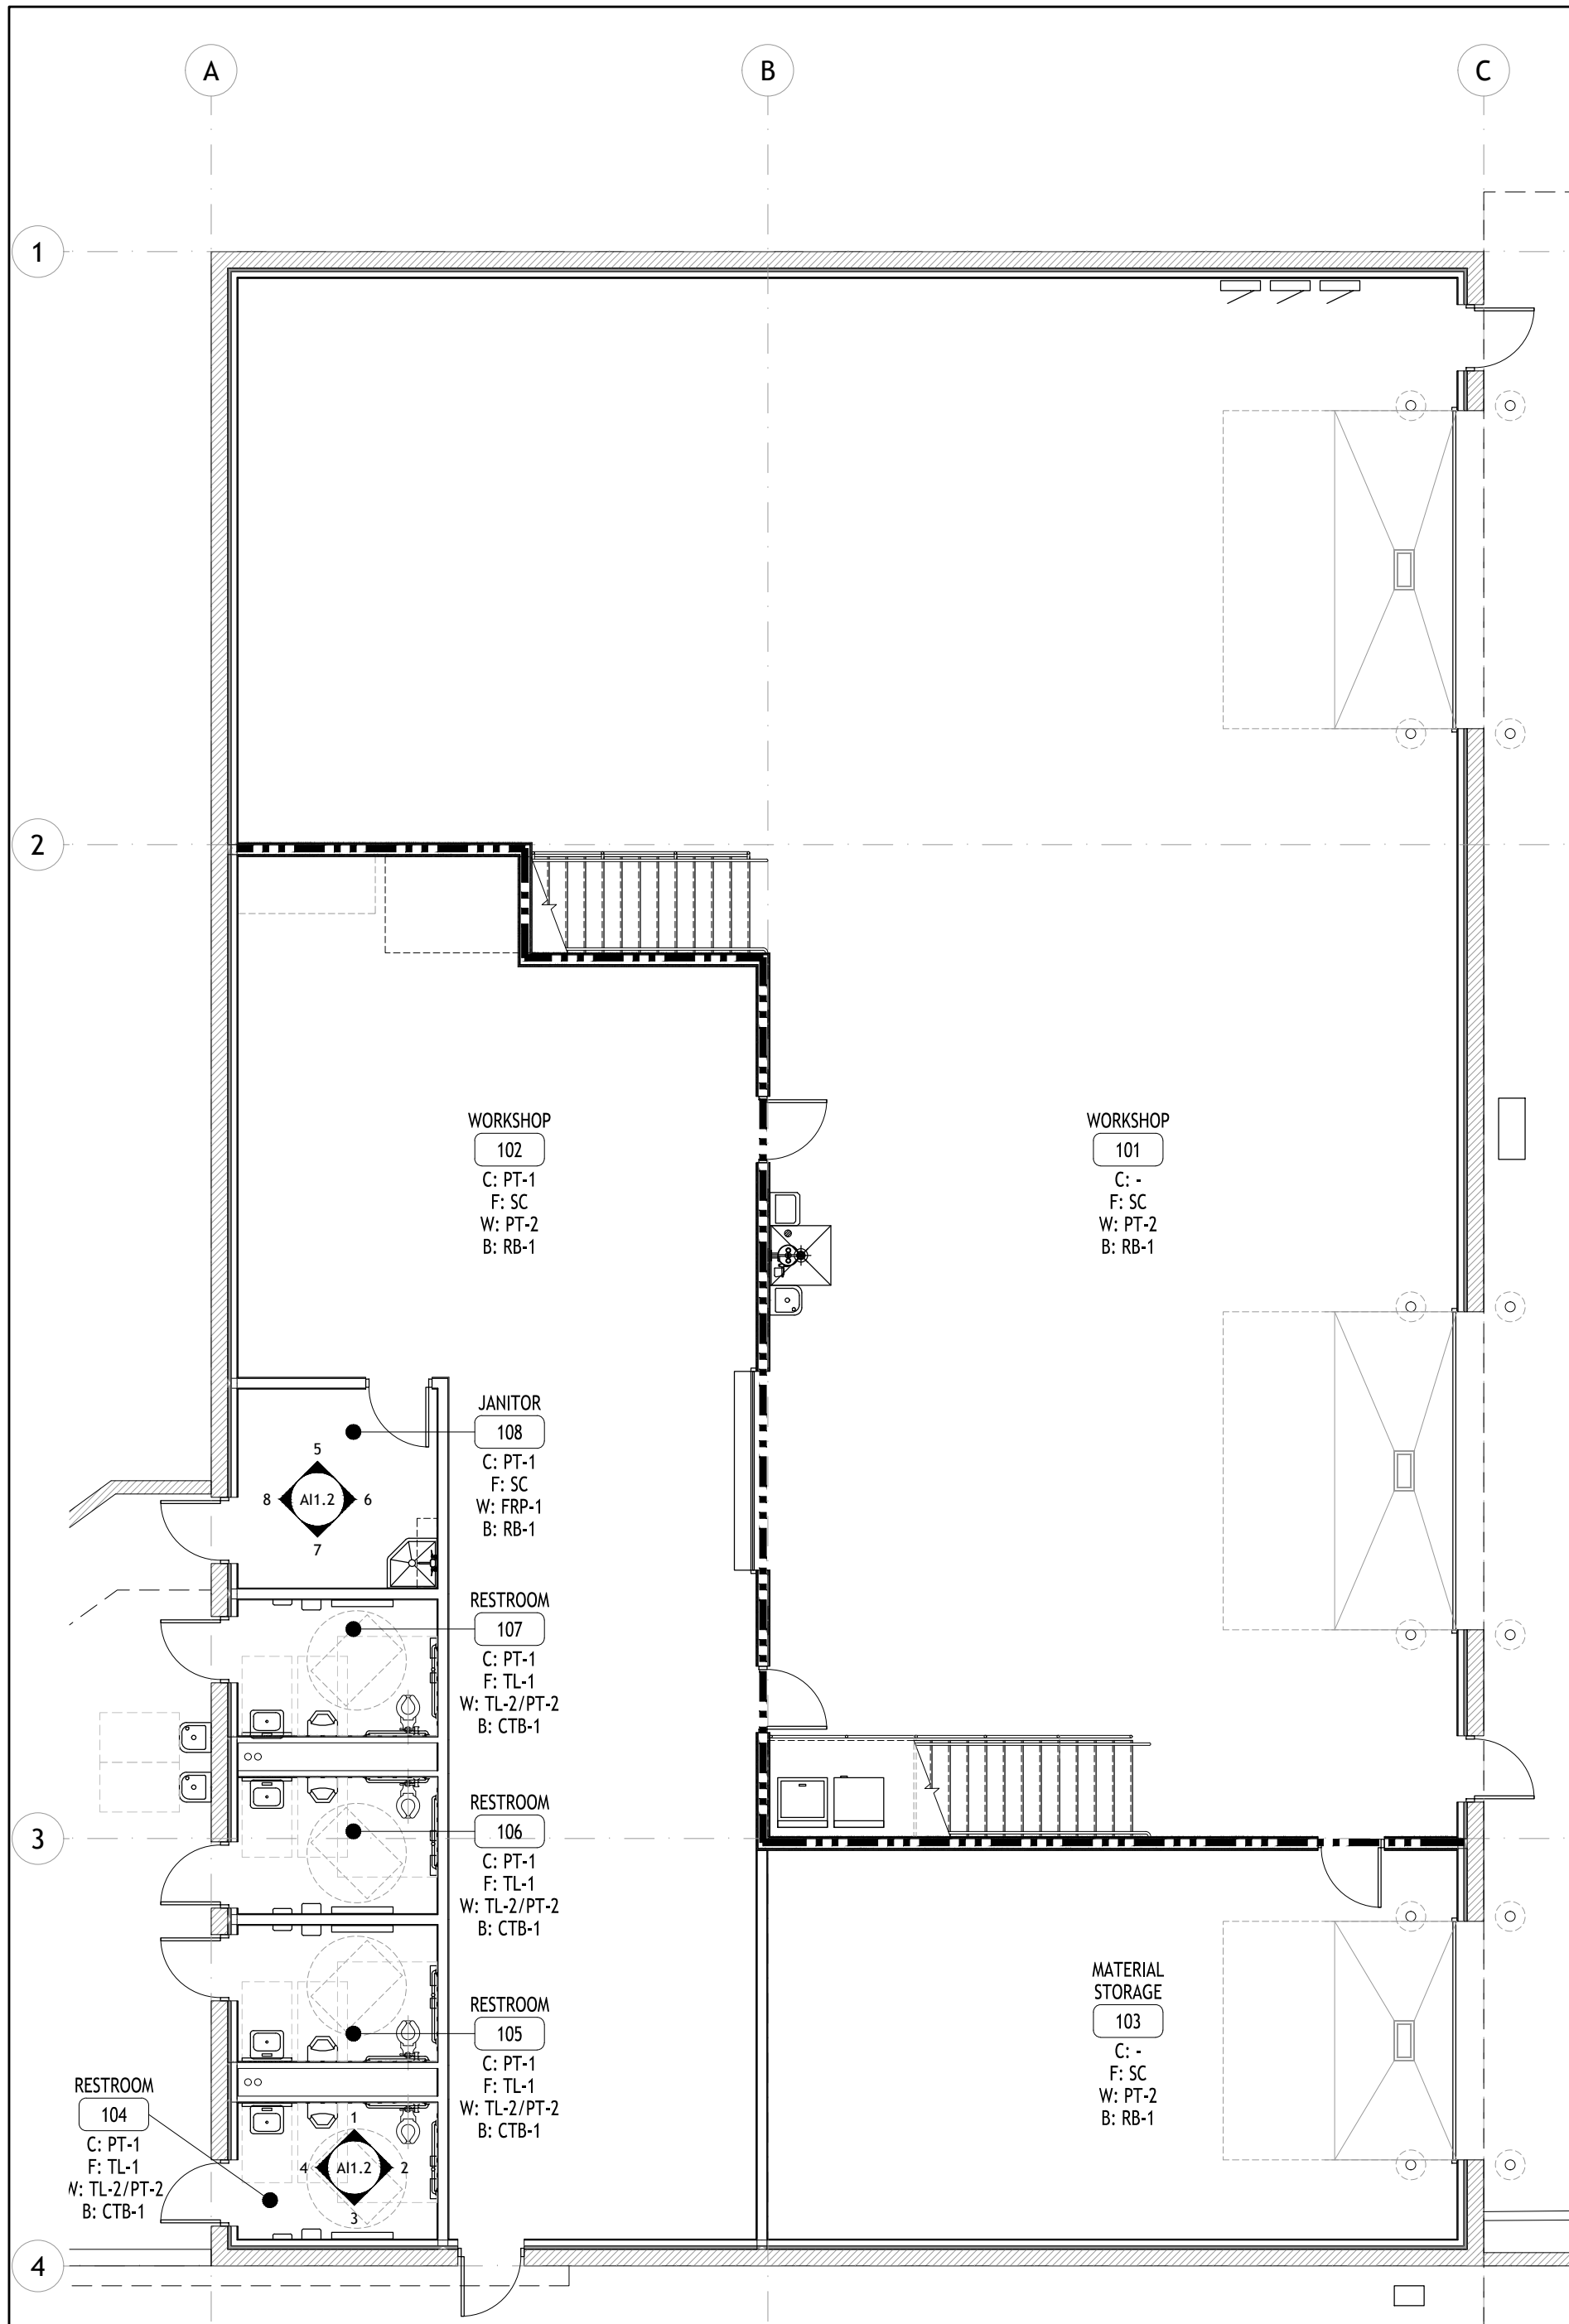 A
B
C
1
2
WORKSHOP
102
C: PT-1
F: SC
W: PT-2
B: RB-1
WORKSHOP
101
C: -
F: SC
W: PT-2
B: RB-1
JANITOR
108
C: PT-1
F: SC
W: FRP-1
B: RB-1
5
8
AI1.2
6
7
RESTROOM
107
C: PT-1
F: TL-1
W: TL-2/PT-2
B: CTB-1
3
RESTROOM
106
C: PT-1
F: TL-1
W: TL-2/PT-2
B: CTB-1
RESTROOM
105
C: PT-1
F: TL-1
W: TL-2/PT-2
B: CTB-1
MATERIAL
STORAGE
103
C: -
F: SC
W: PT-2
B: RB-1
RESTROOM
104
C: PT-1
F: TL-1
W: TL-2/PT-2
B: CTB-1
1
4
AI1.2
2
3
4